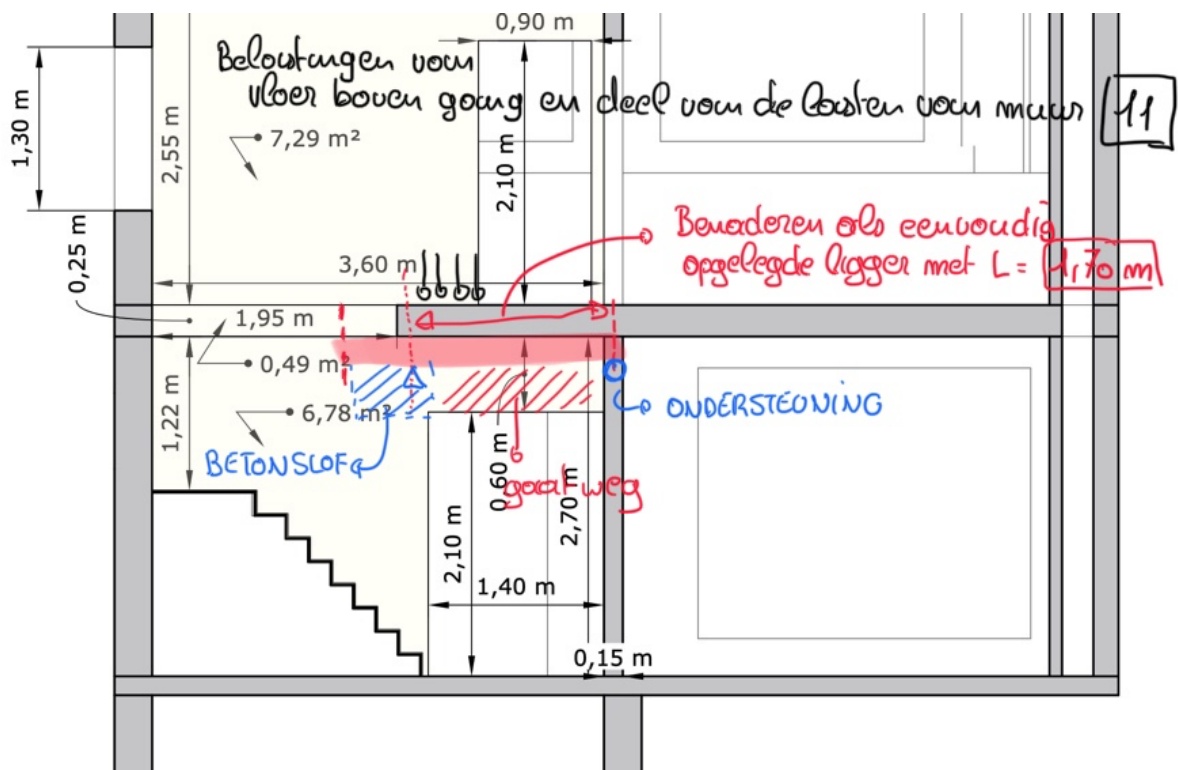 0,90 m
Belastingen van
vloer boven gang en deel van de lasten van muur 11
1,30 m
2,55 m
7,29 m²
2,10 m
Benaderen als eenvoudig
opgelegde ligger met L = 1,70 m
0,25 m
3,60 m
1,95 m
0,49 m²
1,22 m
6,78 m²
ONDERSTEUNING
BETONSLOF
0,60 m
gaat weg
2,70 m
2,10 m
1,40 m
0,15 m